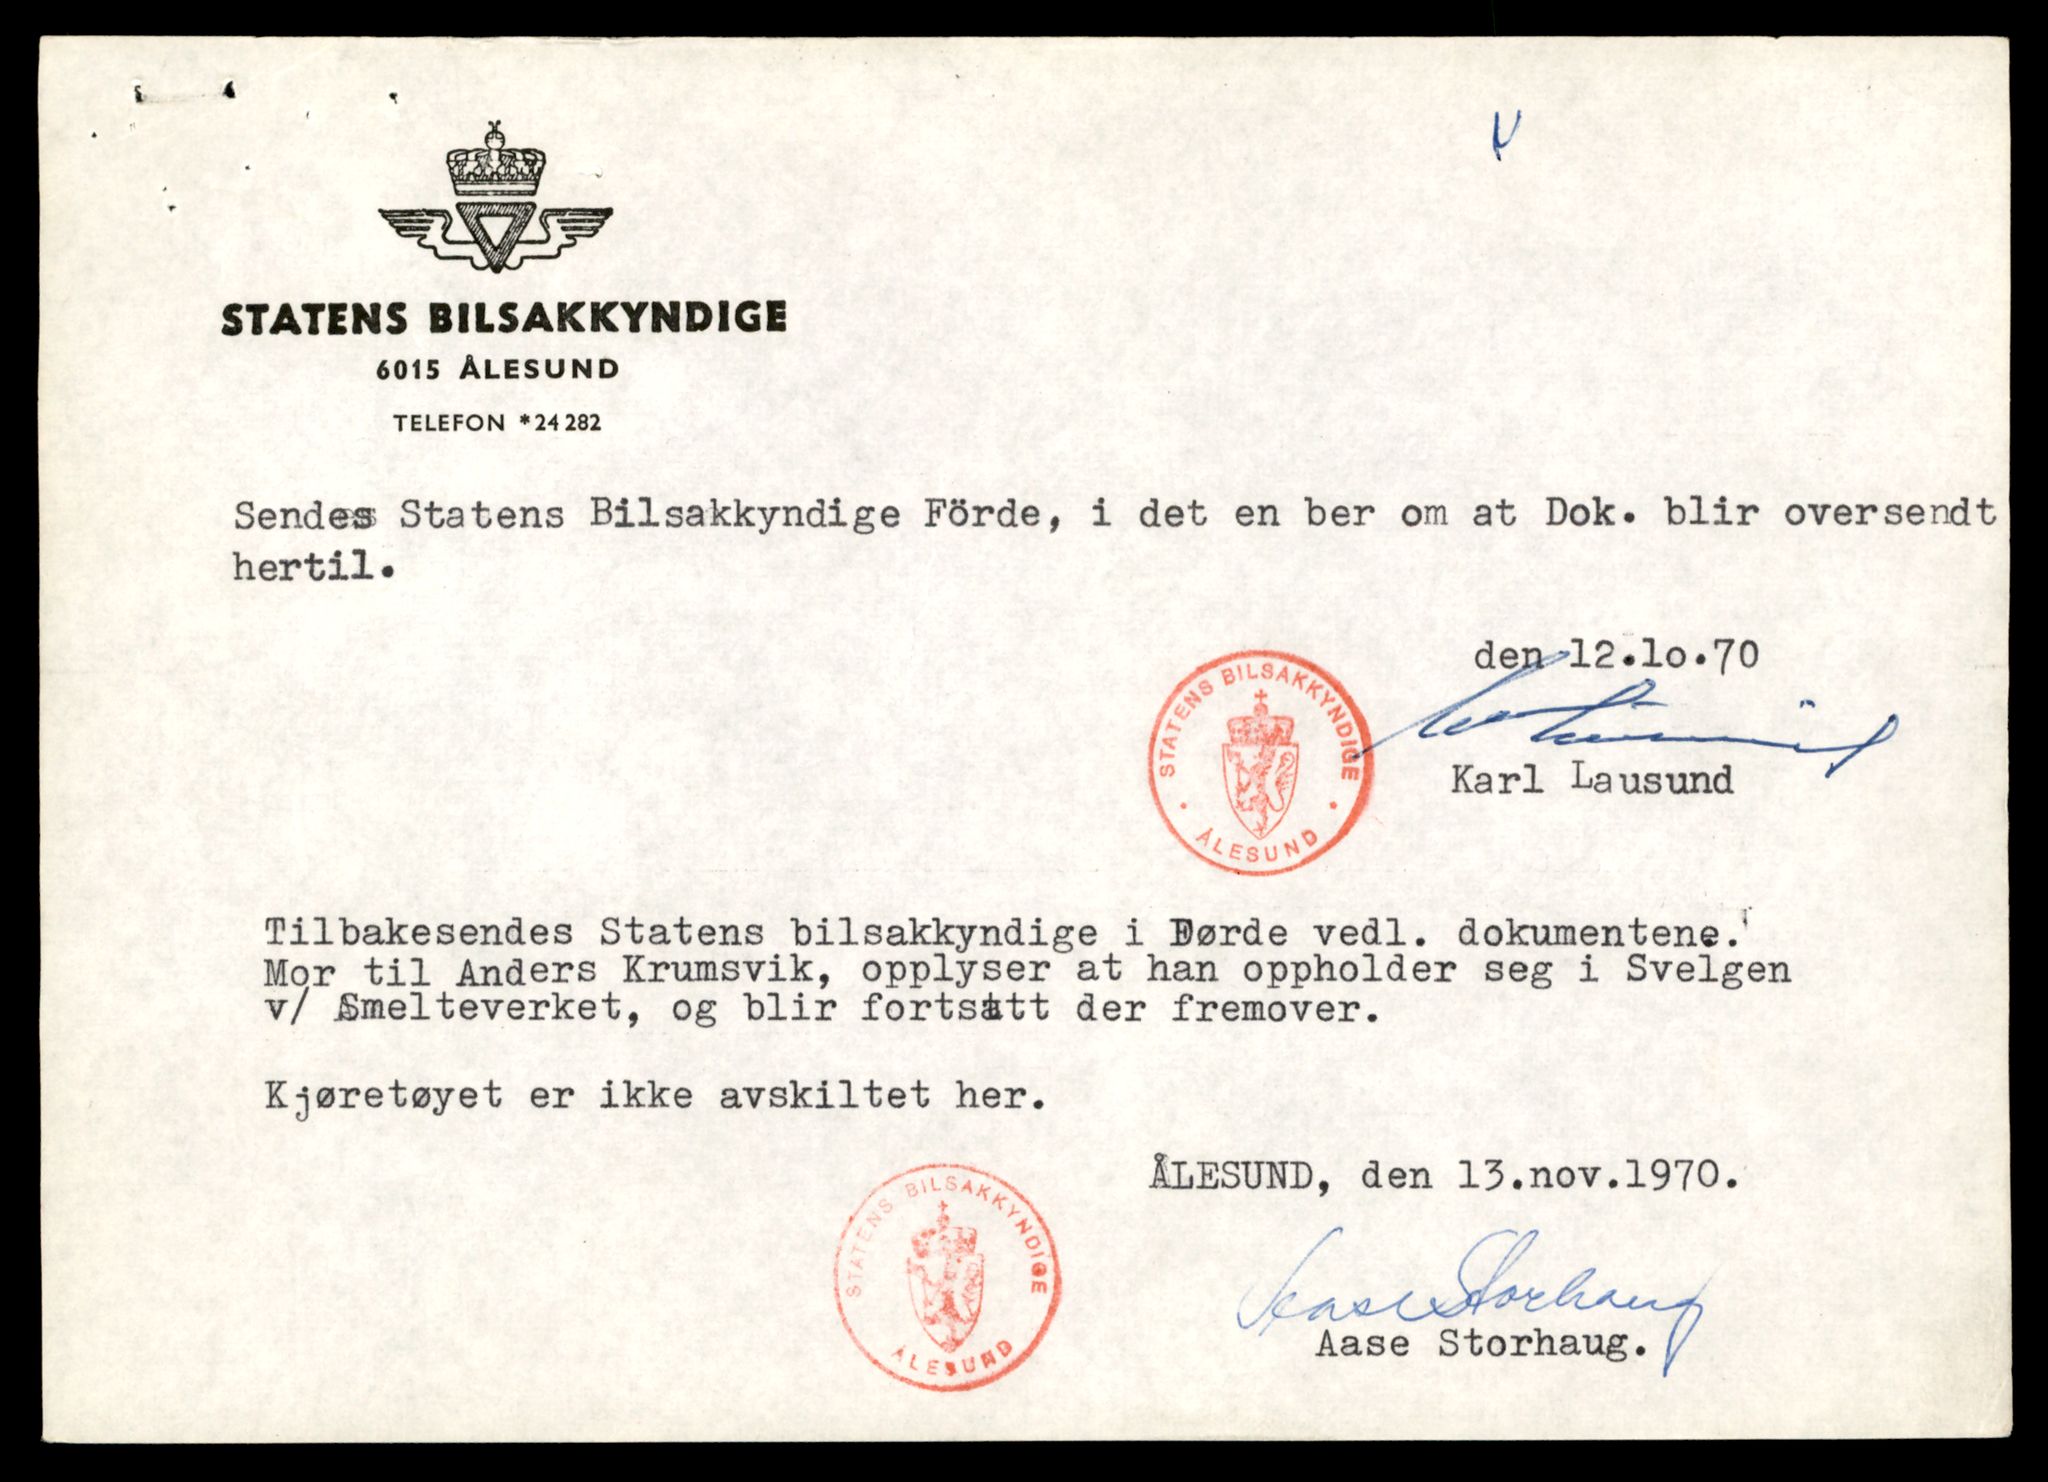 STATENS BILSAKKYNDIGE
6015 ÅLESUND
TELEFON *24282
Sendes Statens Bilsakkyndige Förde, i det en ber om at Dok. blir oversendt
hertil.
den 12.lo.70
STATENS BILSAKKYNDIGE
ÅLESUND
Karl Lausund
Tilbakesendes Statens bilsakkyndige i Førde vedl. dokumentene.
Mor til Anders Krumsvik, opplyser at han oppholder seg i Svelgen
v/ Smelteverket, og blir fortsatt der fremover.
Kjøretøyet er ikke avskiltet her.
ÅLESUND, den 13.nov.1970.
STATENS BILSAKKYNDIGE
ÅLESUND
Aase Storhaug
Aase Storhaug.